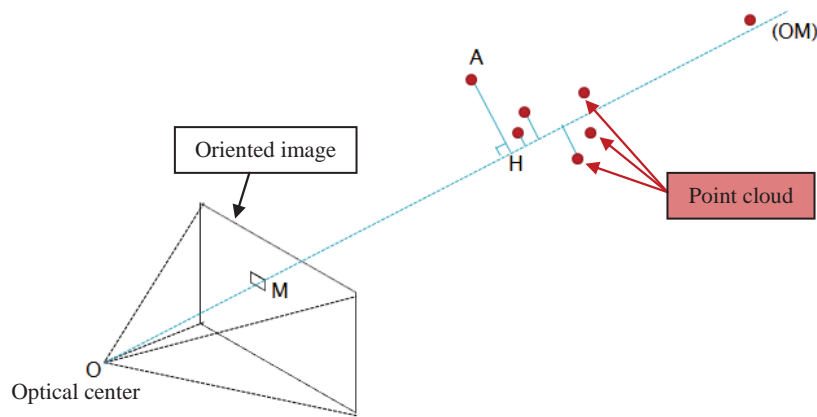 (OM)
A
Oriented image
H
Point cloud
M
O
Optical center